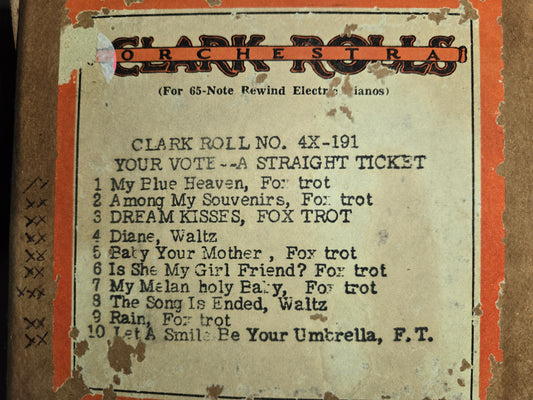 CLARK ORCHESTRA ROLLS
(For 65-Note Rewind Electric Pianos)
CLARK ROLL NO. 4X-191
YOUR VOTE--A STRAIGHT TICKET
1 My Blue Heaven, Fox trot
2 Among My Souvenirs, Fox trot
3 DREAM KISSES, FOX TROT
4 Diane, Waltz
5 Baby Your Mother , Fox trot
6 Is She My Girl Friend? Fox trot
7 My Melan holy Baby, Fox trot
8 The Song Is Ended, Waltz
9 Rain, Fox trot
10 Let A Smile Be Your Umbrella, F.T.